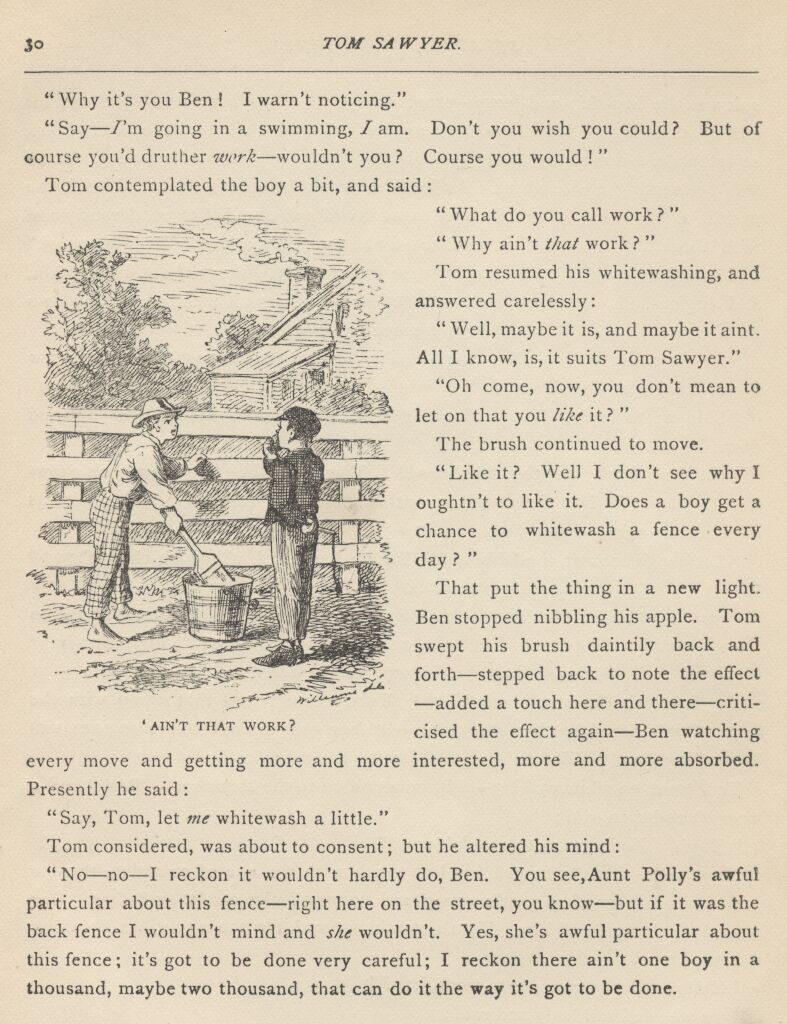 30
TOM SAWYER.
"Why it's you Ben! I warn't noticing."
"Say—I'm going in a swimming, I am. Don't you wish you could? But of
course you'd druther work—wouldn't you? Course you would!"
Tom contemplated the boy a bit, and said:
"What do you call work?"
"Why ain't that work?"
Tom resumed his whitewashing, and
answered carelessly:
"Well, maybe it is, and maybe it aint.
All I know, is, it suits Tom Sawyer."
"Oh come, now, you don't mean to
let on that you like it?"
The brush continued to move.
"Like it? Well I don't see why I
oughtn't to like it. Does a boy get a
chance to whitewash a fence every
day?"
That put the thing in a new light.
Ben stopped nibbling his apple. Tom
swept his brush daintily back and
forth—stepped back to note the effect
—added a touch here and there—criti-
cised the effect again—Ben watching
'AIN'T THAT WORK?
every move and getting more and more interested, more and more absorbed.
Presently he said:
"Say, Tom, let me whitewash a little."
Tom considered, was about to consent; but he altered his mind:
"No—no—I reckon it wouldn't hardly do, Ben. You see, Aunt Polly's awful
particular about this fence—right here on the street, you know—but if it was the
back fence I wouldn't mind and she wouldn't. Yes, she's awful particular about
this fence; it's got to be done very careful; I reckon there ain't one boy in a
thousand, maybe two thousand, that can do it the way it's got to be done.